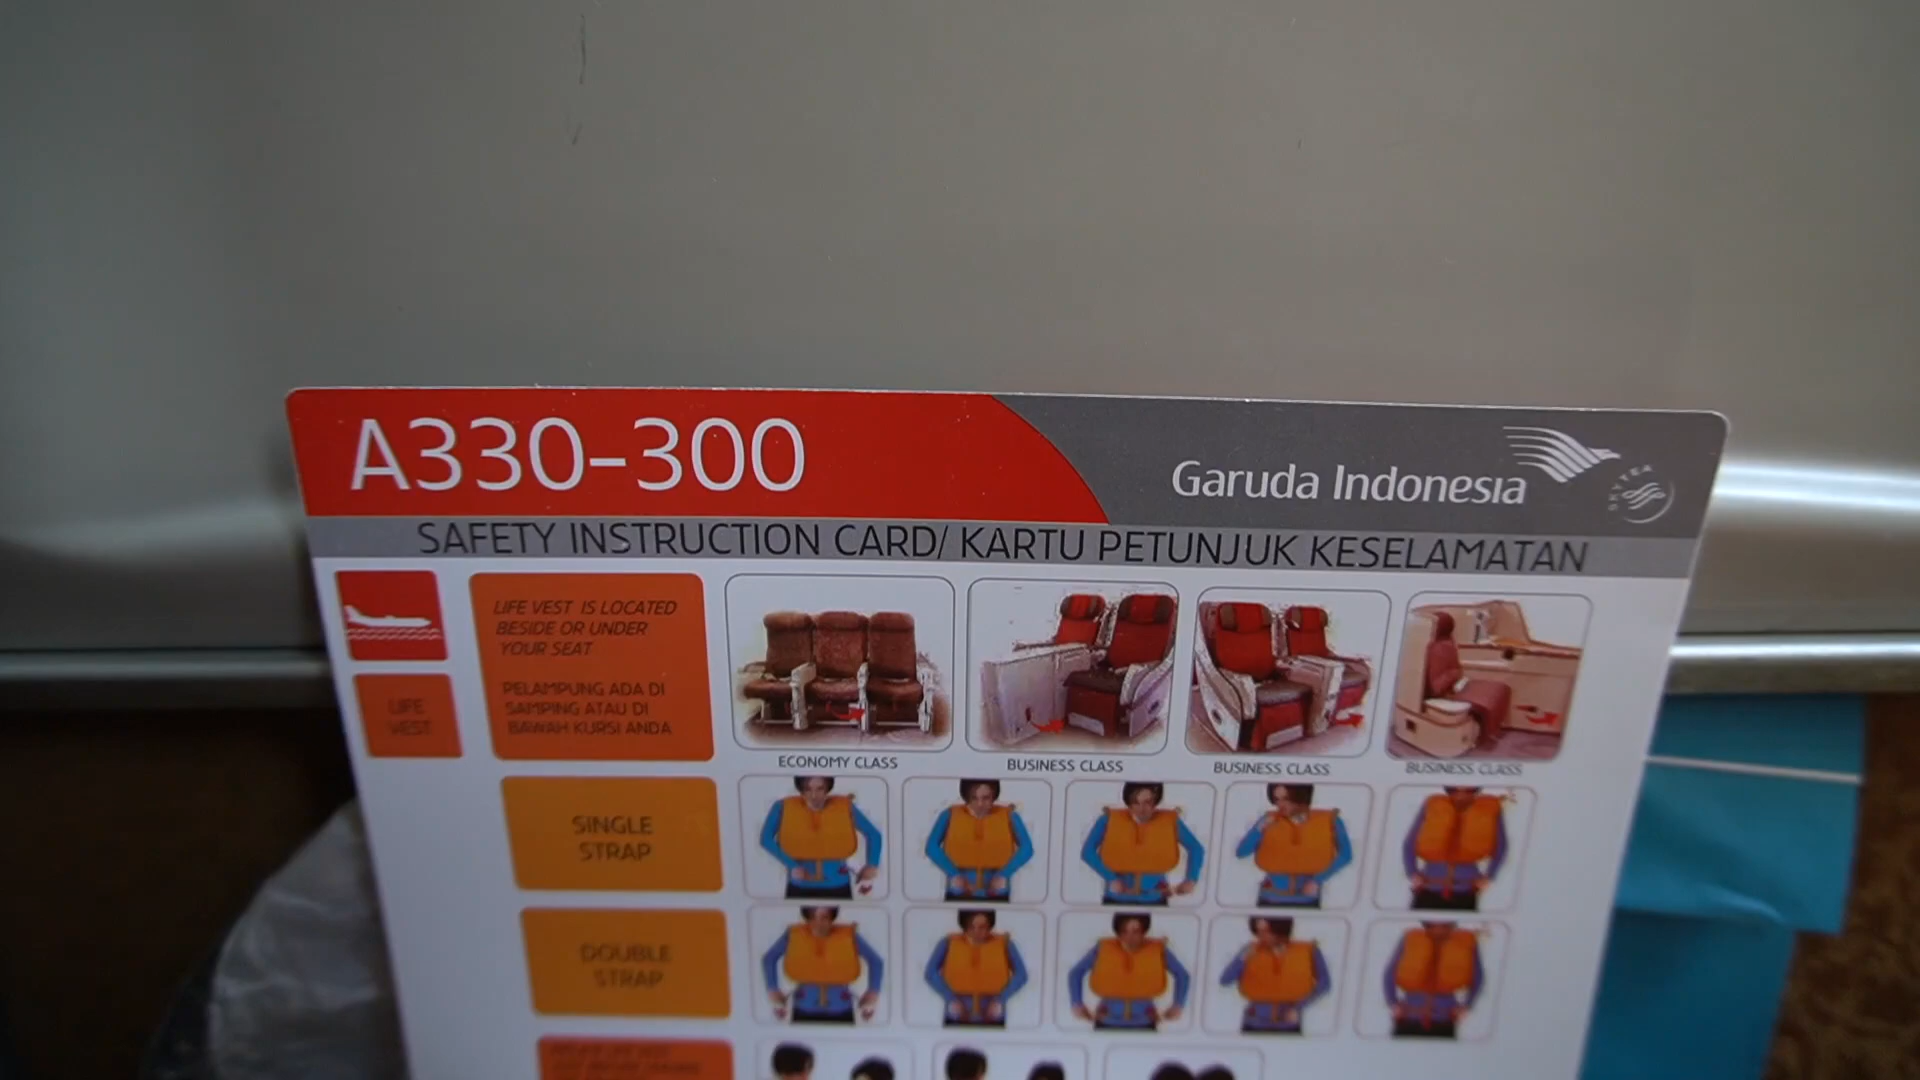 A330-300
Garuda Indonesia
SKYTEA
SAFETY INSTRUCTION CARD/ KARTU PETUNJUK KESELAMATAN
LIFE VEST IS LOCATED
BESIDE OR UNDER
YOUR SEAT
PELAMPUNG ADA DI
SAMPING ATAU DI
BAWAH KURSI ANDA
LIFE
VEST
ECONOMY CLASS
BUSINESS CLASS
BUSINESS CLASS
BUSINESS CLASS
SINGLE
STRAP
DOUBLE
STRAP